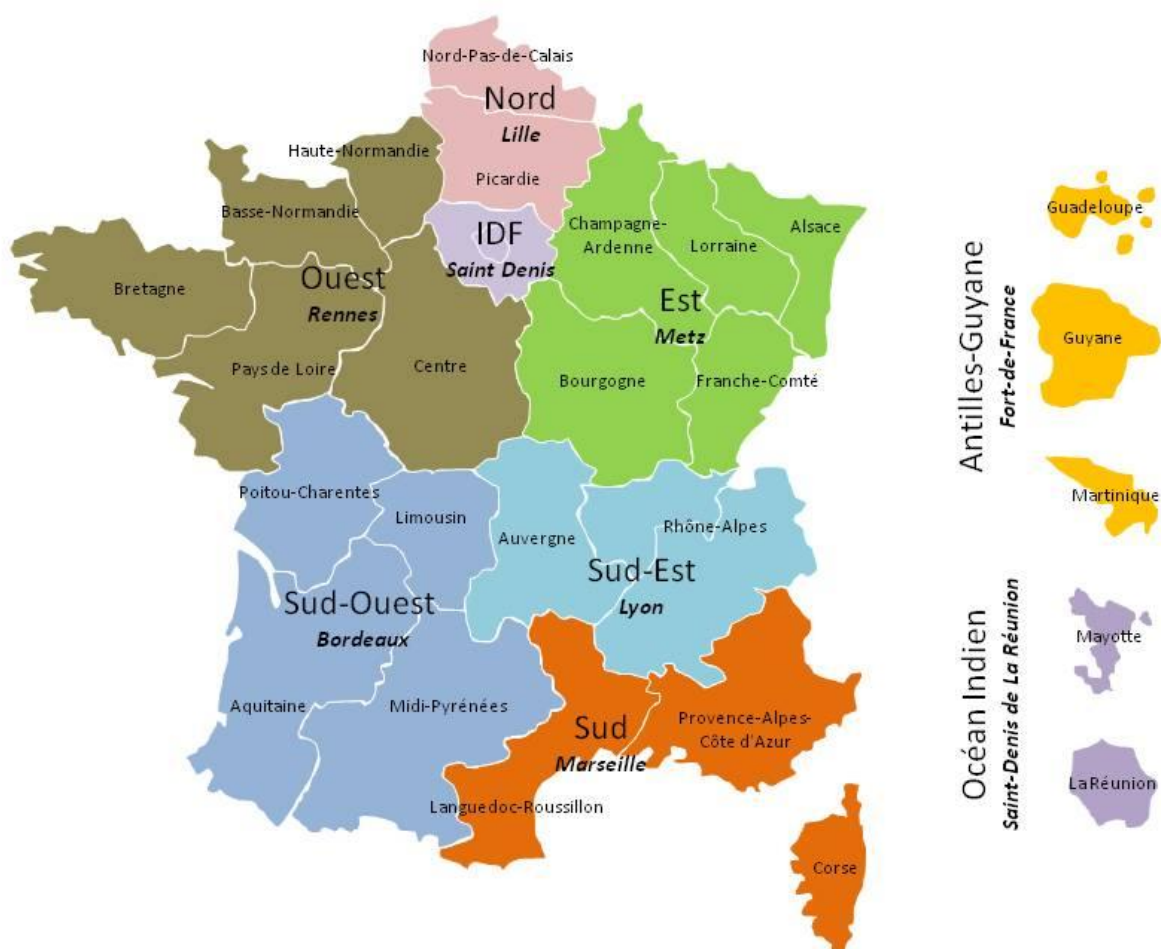 Nord-Pas-de-Calais
Nord
Lille
Haute-Normandie
Picardie
Basse-Normandie
IDF
Saint Denis
Champagne-
Ardenne
Lorraine
Alsace
Bretagne
Ouest
Rennes
Est
Metz
Pays de Loire
Centre
Bourgogne
Franche-Comté
Poitou-Charentes
Limousin
Auvergne
Rhône-Alpes
Sud-Est
Lyon
Sud-Ouest
Bordeaux
Aquitaine
Midi-Pyrénées
Sud
Marseille
Provence-Alpes-
Côte d'Azur
Languedoc-Roussillon
Corse
Antilles-Guyane
Fort-de-France
Guadeloupe
Guyane
Martinique
Océan Indien
Saint-Denis de La Réunion
Mayotte
La Réunion